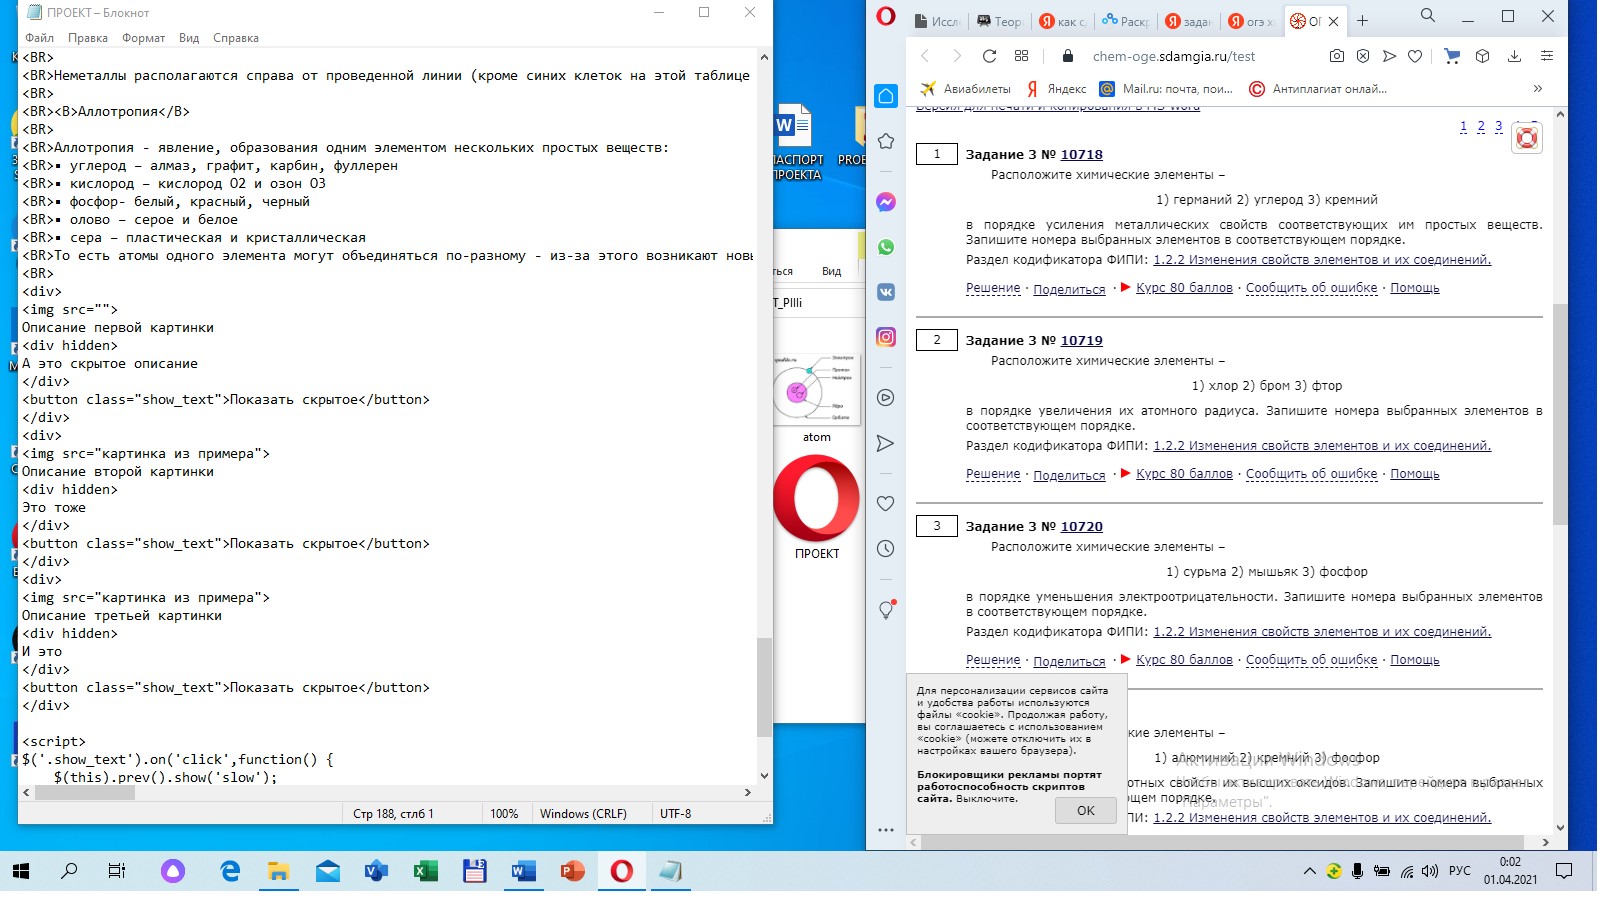 ПРОЕКТ – Блокнот
Файл Правка Формат Вид Справка
<BR>
<BR>Неметаллы располагаются справа от проведенной линии (кроме синих клеток на этой таблице
<BR>
<BR><B>Аллотропия</B>
<BR>
<BR>Аллотропия - явление, образования одним элементом нескольких простых веществ:
<BR>▪ углерод – алмаз, графит, карбин, фуллерен
<BR>▪ кислород – кислород O2 и озон O3
<BR>▪ фосфор- белый, красный, черный
<BR>▪ олово – серое и белое
<BR>▪ сера – пластическая и кристаллическая
<BR>То есть атомы одного элемента могут объединяться по-разному - из-за этого возникают новы
<BR>
<div>
<img src="">
Описание первой картинки
<div hidden>
А это скрытое описание
</div>
<button class="show_text">Показать скрытое</button>
</div>
<div>
<img src="картинка из примера">
Описание второй картинки
<div hidden>
Это тоже
</div>
<button class="show_text">Показать скрытое</button>
</div>
<div>
<img src="картинка из примера">
Описание третьей картинки
<div hidden>
И это
</div>
<button class="show_text">Показать скрытое</button>
</div>
<script>
$('.show_text').on('click',function() {
$(this).prev().show('slow');
Стр 188, стлб 1 100% Windows (CRLF) UTF-8
ПАСПОРТ ПРОЕКТА
PROE
ться Вид
T_PIIIi
Электрон
Протон
Нейтрон
Ядро
atom
ПРОЕКТ
Иссл Теор как с Раскр задан огэ х ОГ
chem-oge.sdamgia.ru/test
Авиабилеты Яндекс Mail.ru: почта, пои... Антиплагиат онлай...
Версия для печати и копирования в MS Word
1 2 3
1 Задание 3 № 10718
Расположите химические элементы –
1) германий 2) углерод 3) кремний
в порядке усиления металлических свойств соответствующих им простых веществ.
Запишите номера выбранных элементов в соответствующем порядке.
Раздел кодификатора ФИПИ: 1.2.2 Изменения свойств элементов и их соединений.
Решение · Поделиться · Курс 80 баллов · Сообщить об ошибке · Помощь
2 Задание 3 № 10719
Расположите химические элементы –
1) хлор 2) бром 3) фтор
в порядке увеличения их атомного радиуса. Запишите номера выбранных элементов в
соответствующем порядке.
Раздел кодификатора ФИПИ: 1.2.2 Изменения свойств элементов и их соединений.
Решение · Поделиться · Курс 80 баллов · Сообщить об ошибке · Помощь
3 Задание 3 № 10720
Расположите химические элементы –
1) сурьма 2) мышьяк 3) фосфор
в порядке уменьшения электроотрицательности. Запишите номера выбранных элементов
в соответствующем порядке.
Раздел кодификатора ФИПИ: 1.2.2 Изменения свойств элементов и их соединений.
Решение · Поделиться · Курс 80 баллов · Сообщить об ошибке · Помощь
кие элементы –
1) алюминий 2) кремний 3) фосфор
отных свойств их высших оксидов. Запишите номера выбранных
щем порядке.
ПИ: 1.2.2 Изменения свойств элементов и их соединений.
Для персонализации сервисов сайта
и удобства работы используются
файлы «cookie». Продолжая работу,
вы соглашаетесь с использованием
«cookie» (можете отключить их в
настройках вашего браузера).
Блокировщики рекламы портят
работоспособность скриптов
сайта. Выключите.
OK
Активация Windows
"Параметры".
РУС
0:02
01.04.2021